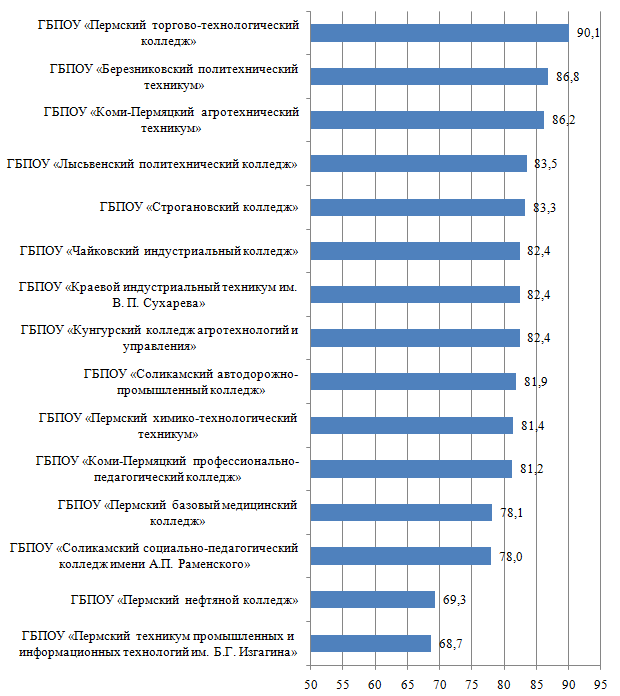 ГБПОУ «Пермский торгово-технологический
колледж»
90,1
ГБПОУ «Березниковский политехнический
техникум»
86,8
ГБПОУ «Коми-Пермяцкий агротехнический
техникум»
86,2
ГБПОУ «Лысьвенский политехнический колледж»
83,5
ГБПОУ «Строгановский колледж»
83,3
ГБПОУ «Чайковский индустриальный колледж»
82,4
ГБПОУ «Краевой индустриальный техникум им.
В. П. Сухарева»
82,4
ГБПОУ «Кунгурский колледж агротехнологий и
управления»
82,4
ГБПОУ «Соликамский автодорожно-
промышленный колледж»
81,9
ГБПОУ «Пермский химико-технологический
техникум»
81,4
ГБПОУ «Коми-Пермяцкий профессионально-
педагогический колледж»
81,2
ГБПОУ «Пермский базовый медицинский
колледж»
78,1
ГБПОУ «Соликамский социально-педагогический
колледж имени А.П. Раменского»
78,0
ГБПОУ «Пермский нефтяной колледж»
69,3
ГБПОУ «Пермский техникум промышленных и
информационных технологий им. Б.Г. Изгагина»
68,7
50 55 60 65 70 75 80 85 90 95